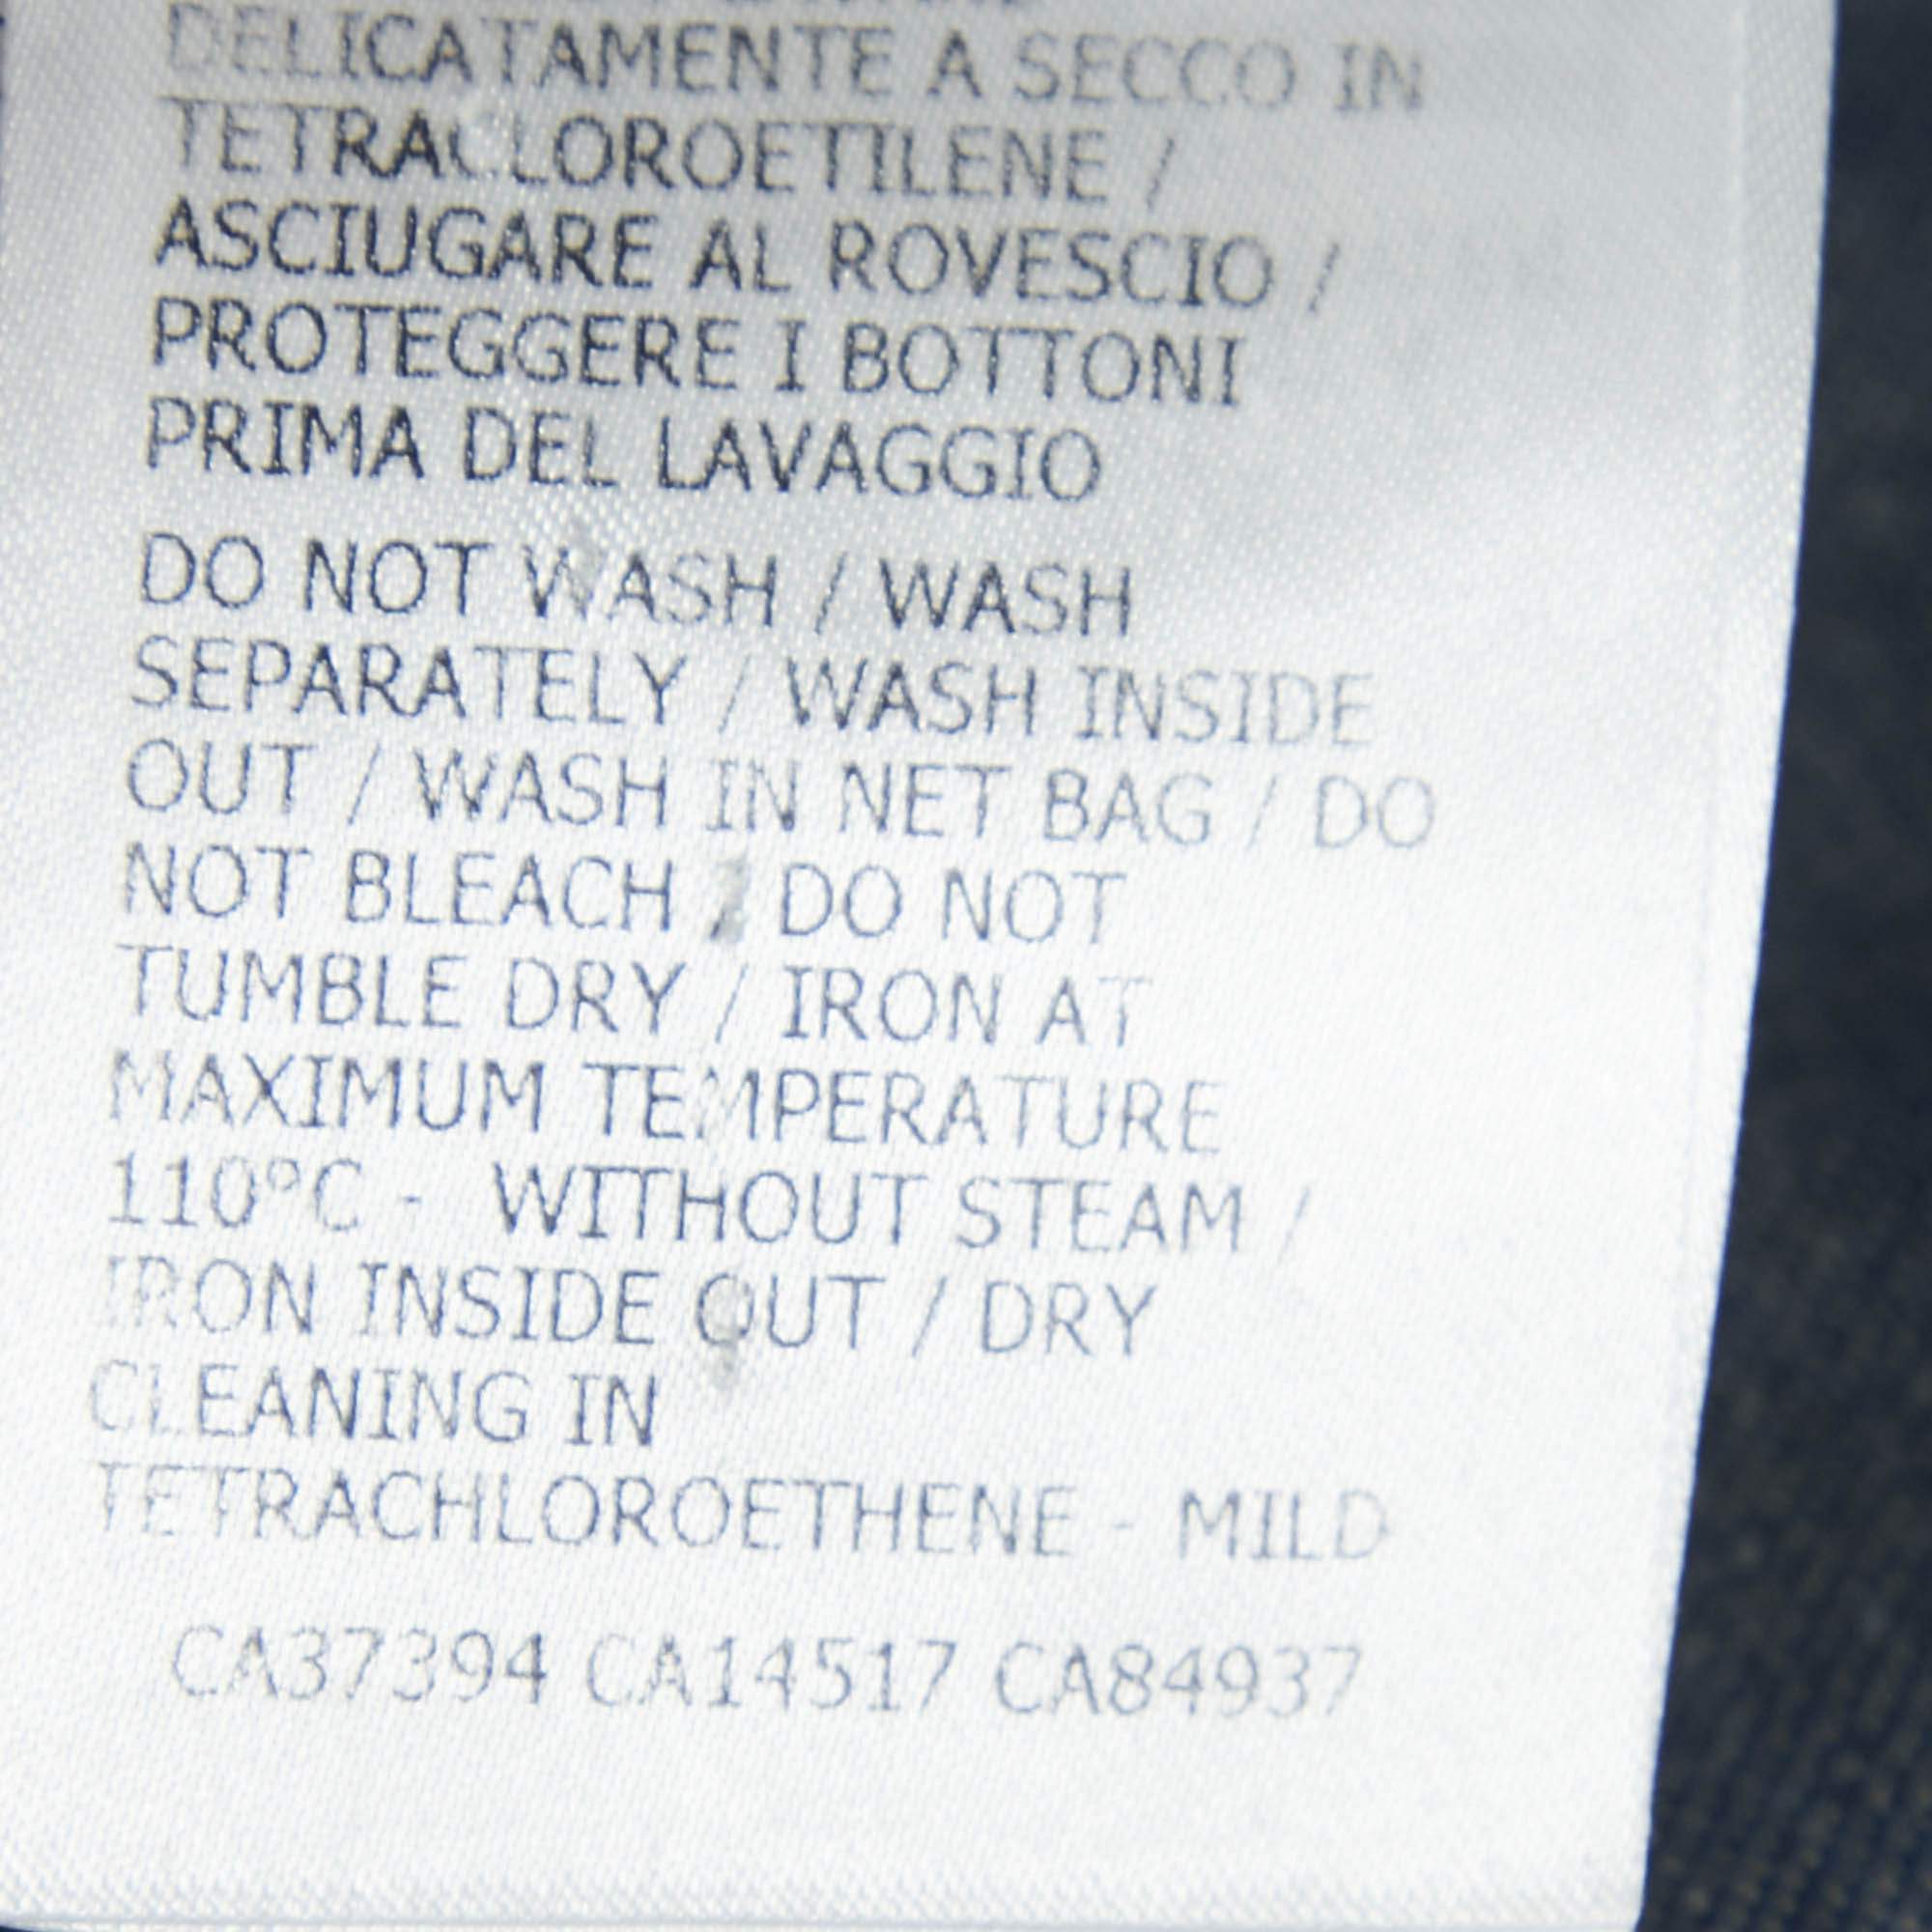 DELICATAMENTE A SECCO IN
TETRACLOROETILENE /
ASCIUGARE AL ROVESCIO /
PROTEGGERE I BOTTONI
PRIMA DEL LAVAGGIO
DO NOT WASH / WASH
SEPARATELY / WASH INSIDE
OUT / WASH IN NET BAG / DO
NOT BLEACH / DO NOT
TUMBLE DRY / IRON AT
MAXIMUM TEMPERATURE
110°C - WITHOUT STEAM /
IRON INSIDE OUT / DRY
CLEANING IN
TETRACHLOROETHENE - MILD
CA37394 CA14517 CA84937